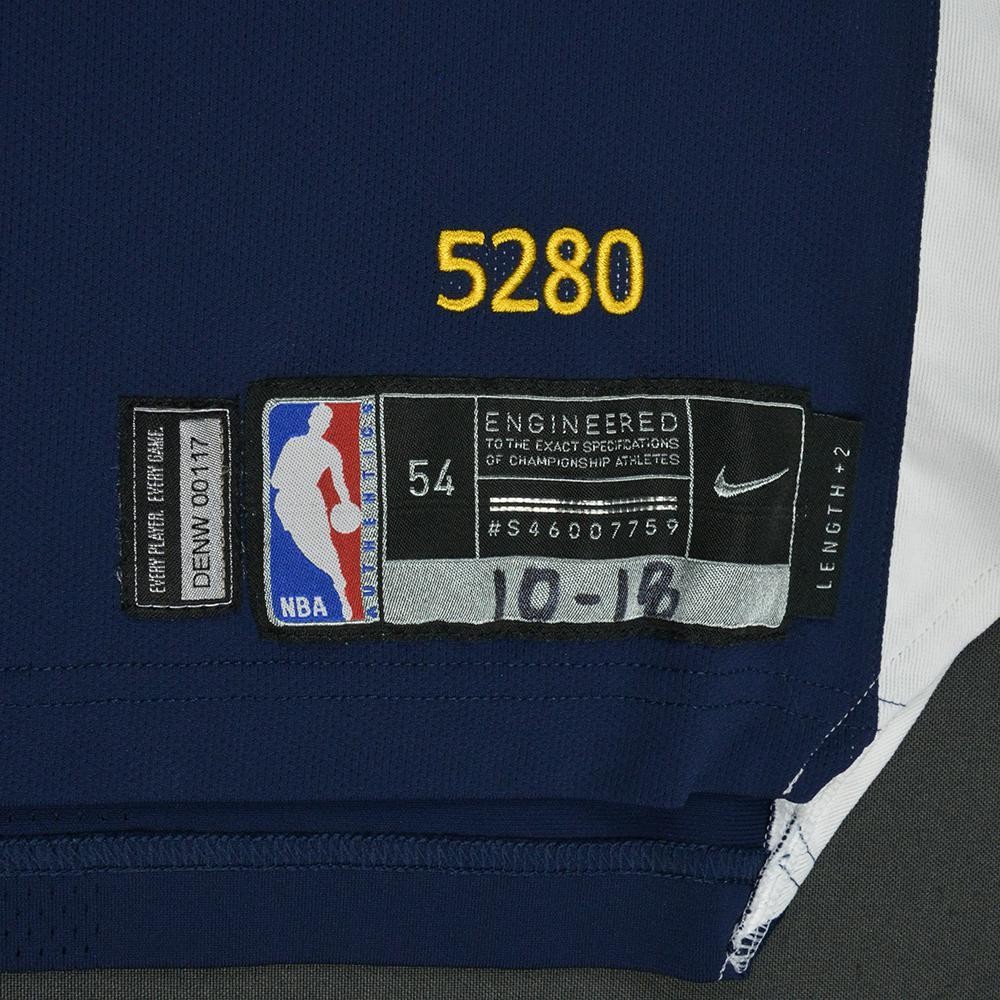 5280
EVERY PLAYER. EVERY GAME.
DENW 00117
NBA
AUTHENTICS
54
ENGINEERED
TO THE EXACT SPECIFICATIONS
OF CHAMPIONSHIP ATHLETES
#S46007759
10-18
LENGTH+2